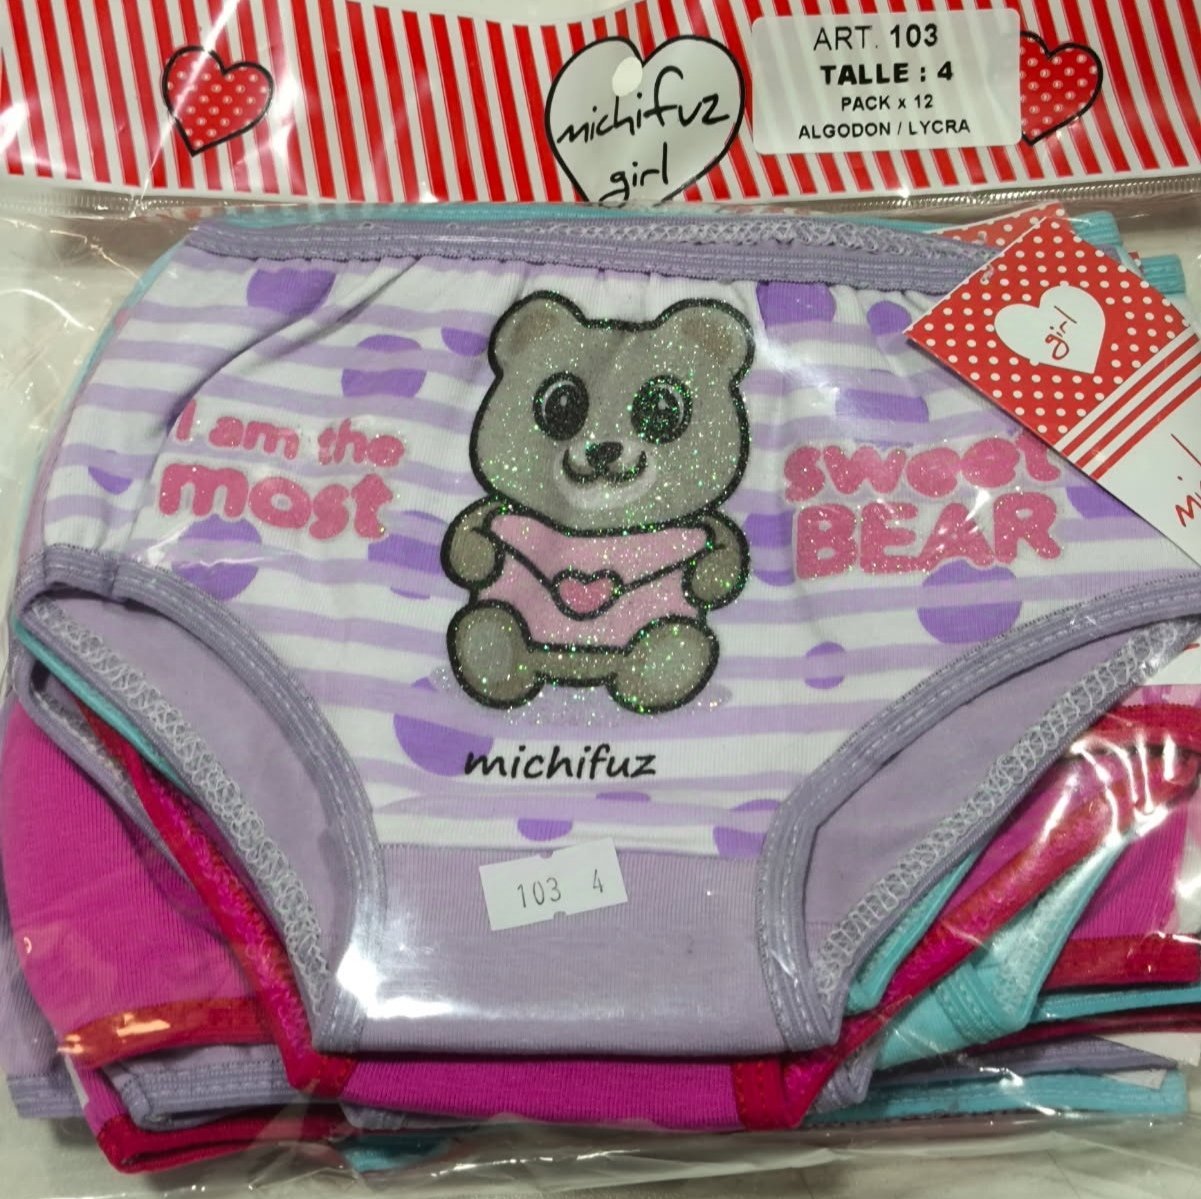 ART. 103
TALLE : 4
PACK x 12
ALGODON / LYCRA
michifuz
girl
girl
I am the
most
sweet
BEAR
michifuz
103 4